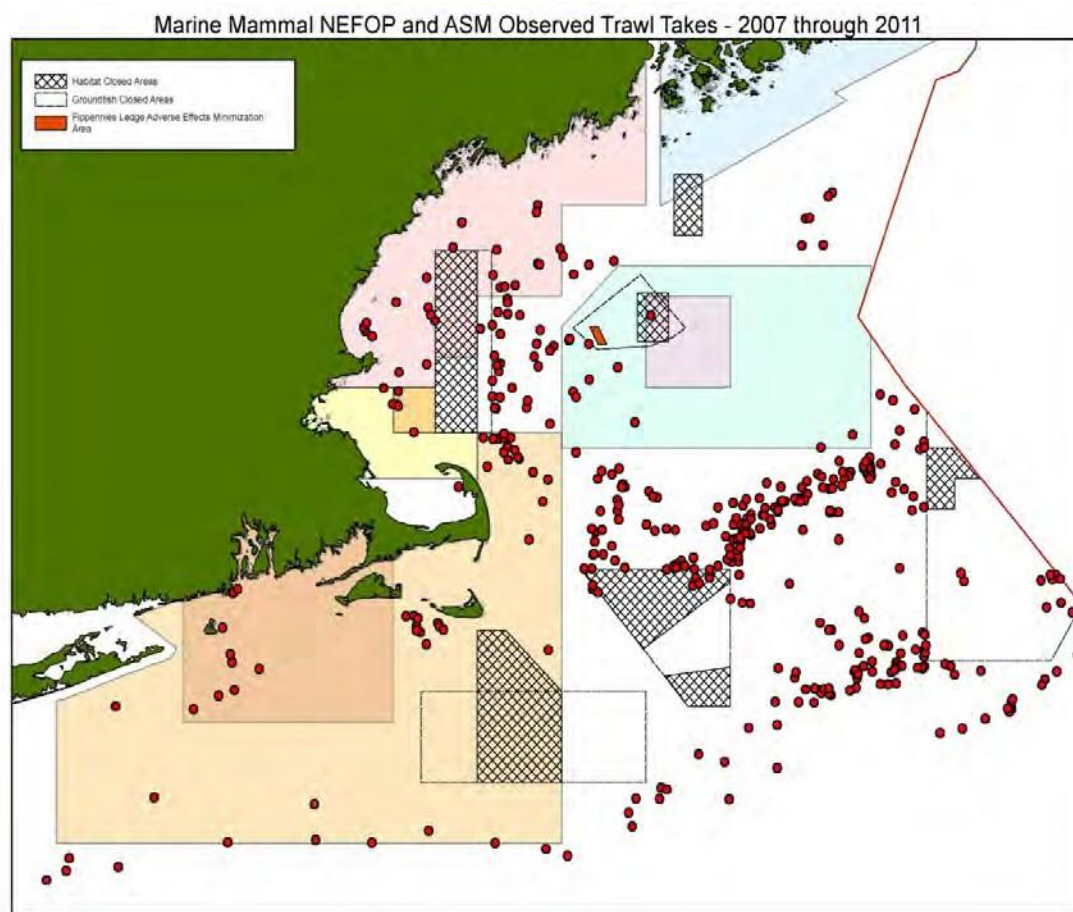 Marine Mammal NEFOP and ASM Observed Trawl Takes - 2007 through 2011
Habitat Closed Areas
Groundfish Closed Areas
Fippennies Ledge Adverse Effects Minimization
Area